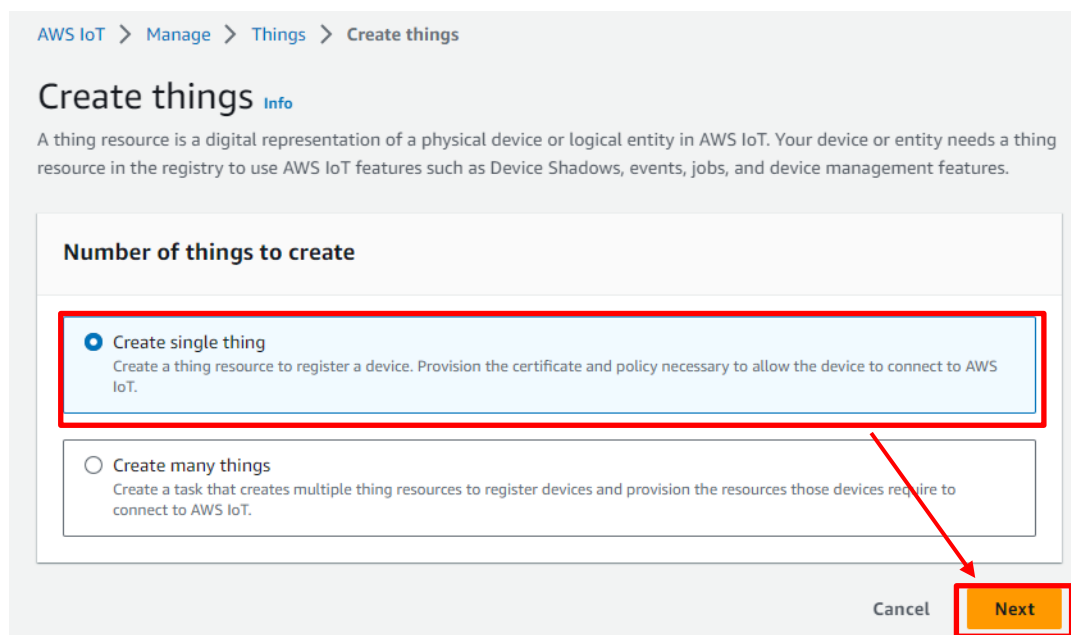 AWS IoT > Manage > Things > Create things
Create things Info
A thing resource is a digital representation of a physical device or logical entity in AWS IoT. Your device or entity needs a thing
resource in the registry to use AWS IoT features such as Device Shadows, events, jobs, and device management features.
Number of things to create
Create single thing
Create a thing resource to register a device. Provision the certificate and policy necessary to allow the device to connect to AWS
IoT.
Create many things
Create a task that creates multiple thing resources to register devices and provision the resources those devices require to
connect to AWS IoT.
Cancel Next